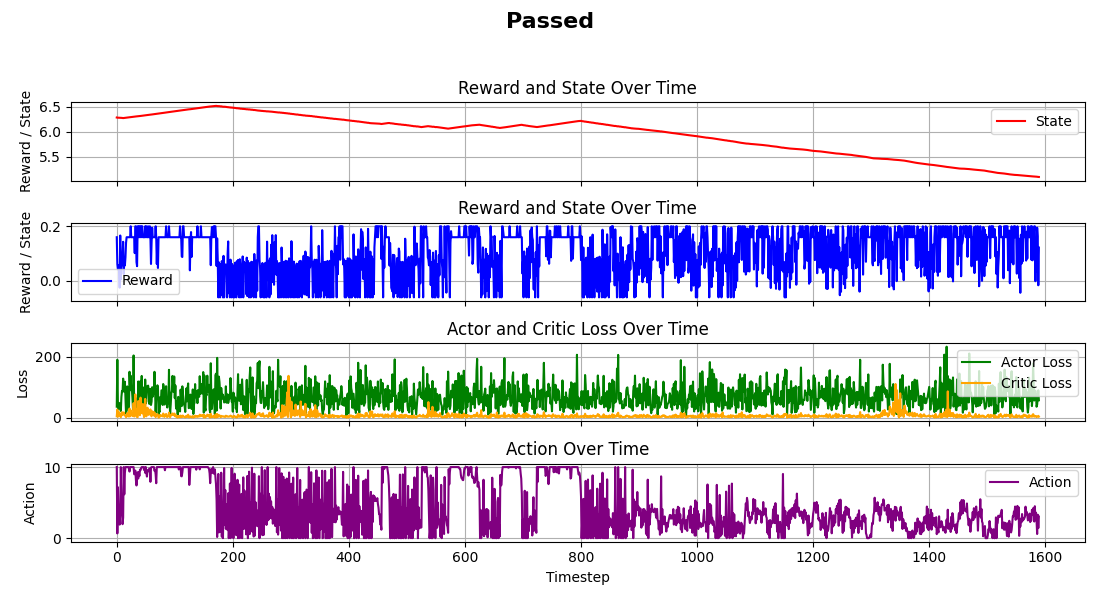 Passed
Reward and State Over Time
Reward / State
6.5
6.0
5.5
State
Reward and State Over Time
Reward / State
0.2
0.0
Reward
Actor and Critic Loss Over Time
Loss
200
0
Actor Loss
Critic Loss
Action Over Time
Action
10
0
Action
0 200 400 600 800 1000 1200 1400 1600
Timestep